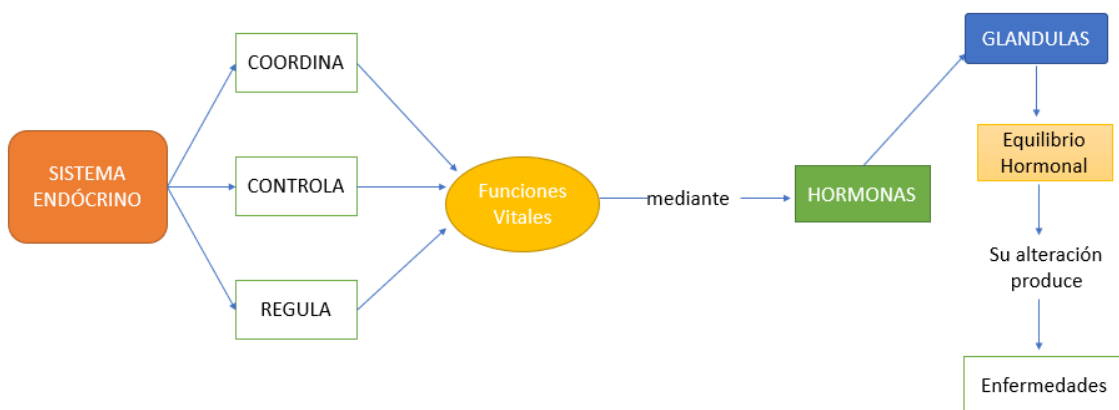 SISTEMA
ENDÓCRINO
COORDINA
CONTROLA
REGULA
Funciones
Vitales
mediante
HORMONAS
GLANDULAS
Equilibrio
Hormonal
Su alteración
produce
Enfermedades